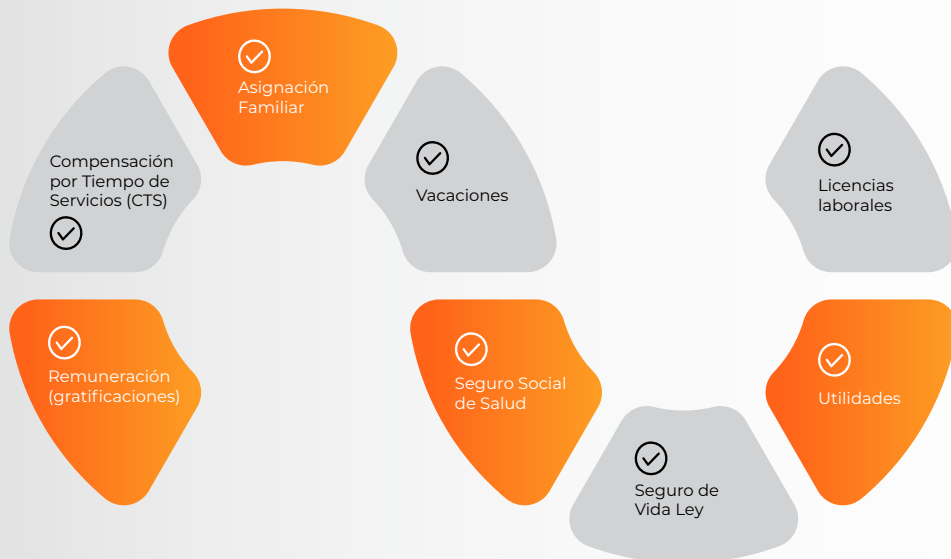 Asignación
Familiar
Compensación
por Tiempo de
Servicios (CTS)
Vacaciones
Licencias
laborales
Remuneración
(gratificaciones)
Seguro Social
de Salud
Utilidades
Seguro de
Vida Ley